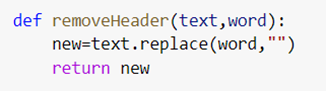 def removeHeader(text,word):
    new=text.replace(word,"")
    return new